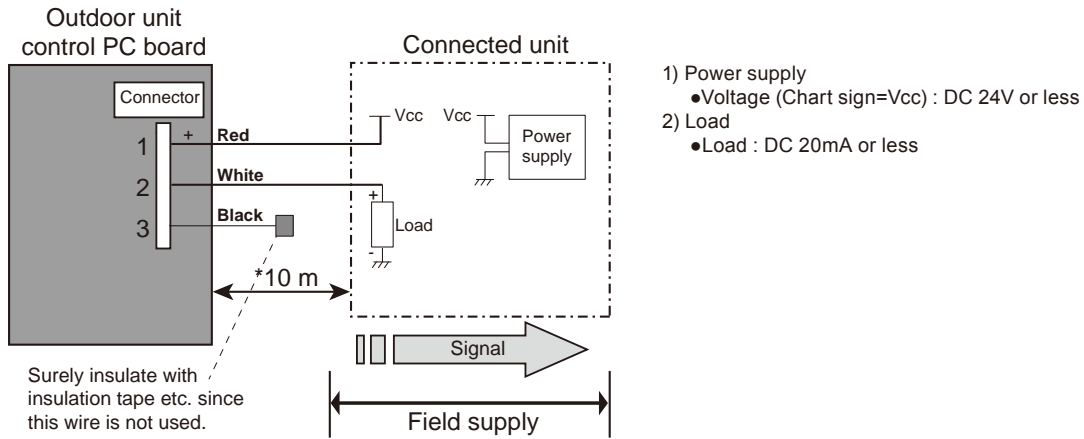 Outdoor unit
control PC board
Connector
1
+
Red
2
White
3
Black
*10 m
Connected unit
Vcc
Vcc
Power
supply
+
Load
-
Signal
Field supply
Surely insulate with
insulation tape etc. since
this wire is not used.
1) Power supply
●Voltage (Chart sign=Vcc) : DC 24V or less
2) Load
●Load : DC 20mA or less